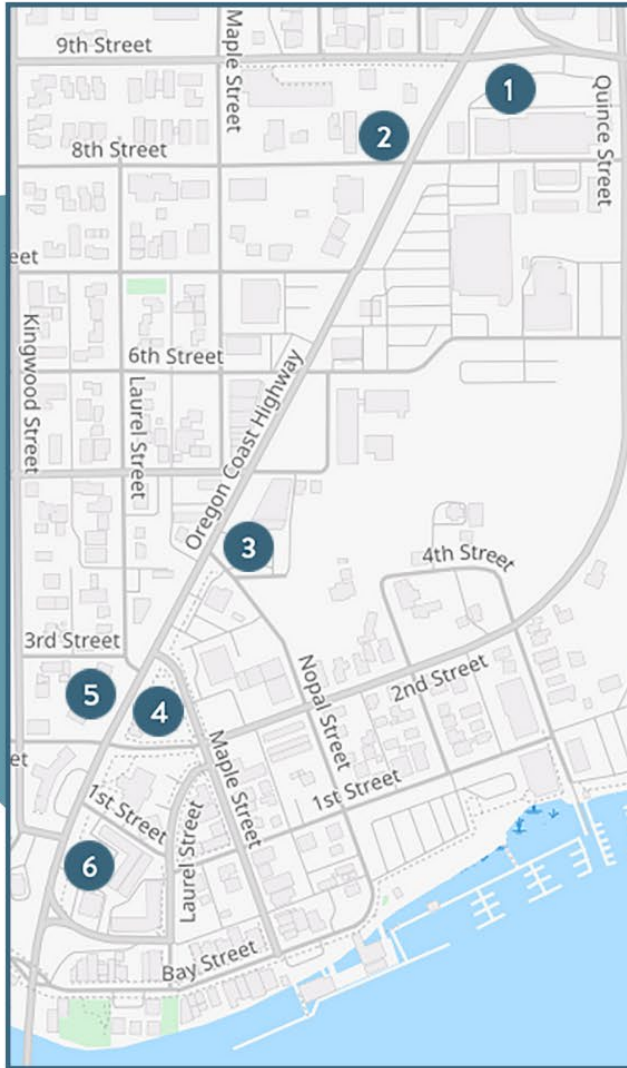 9th Street
Maple Street
1
Quince Street
2
8th Street
eet
Kingwood Street
6th Street
Laurel Street
Oregon Coast Highway
3
4th Street
3rd Street
5
4
2nd Street
Nopal Street
et
Maple Street
1st Street
1st Street
Laurel Street
6
Bay Street